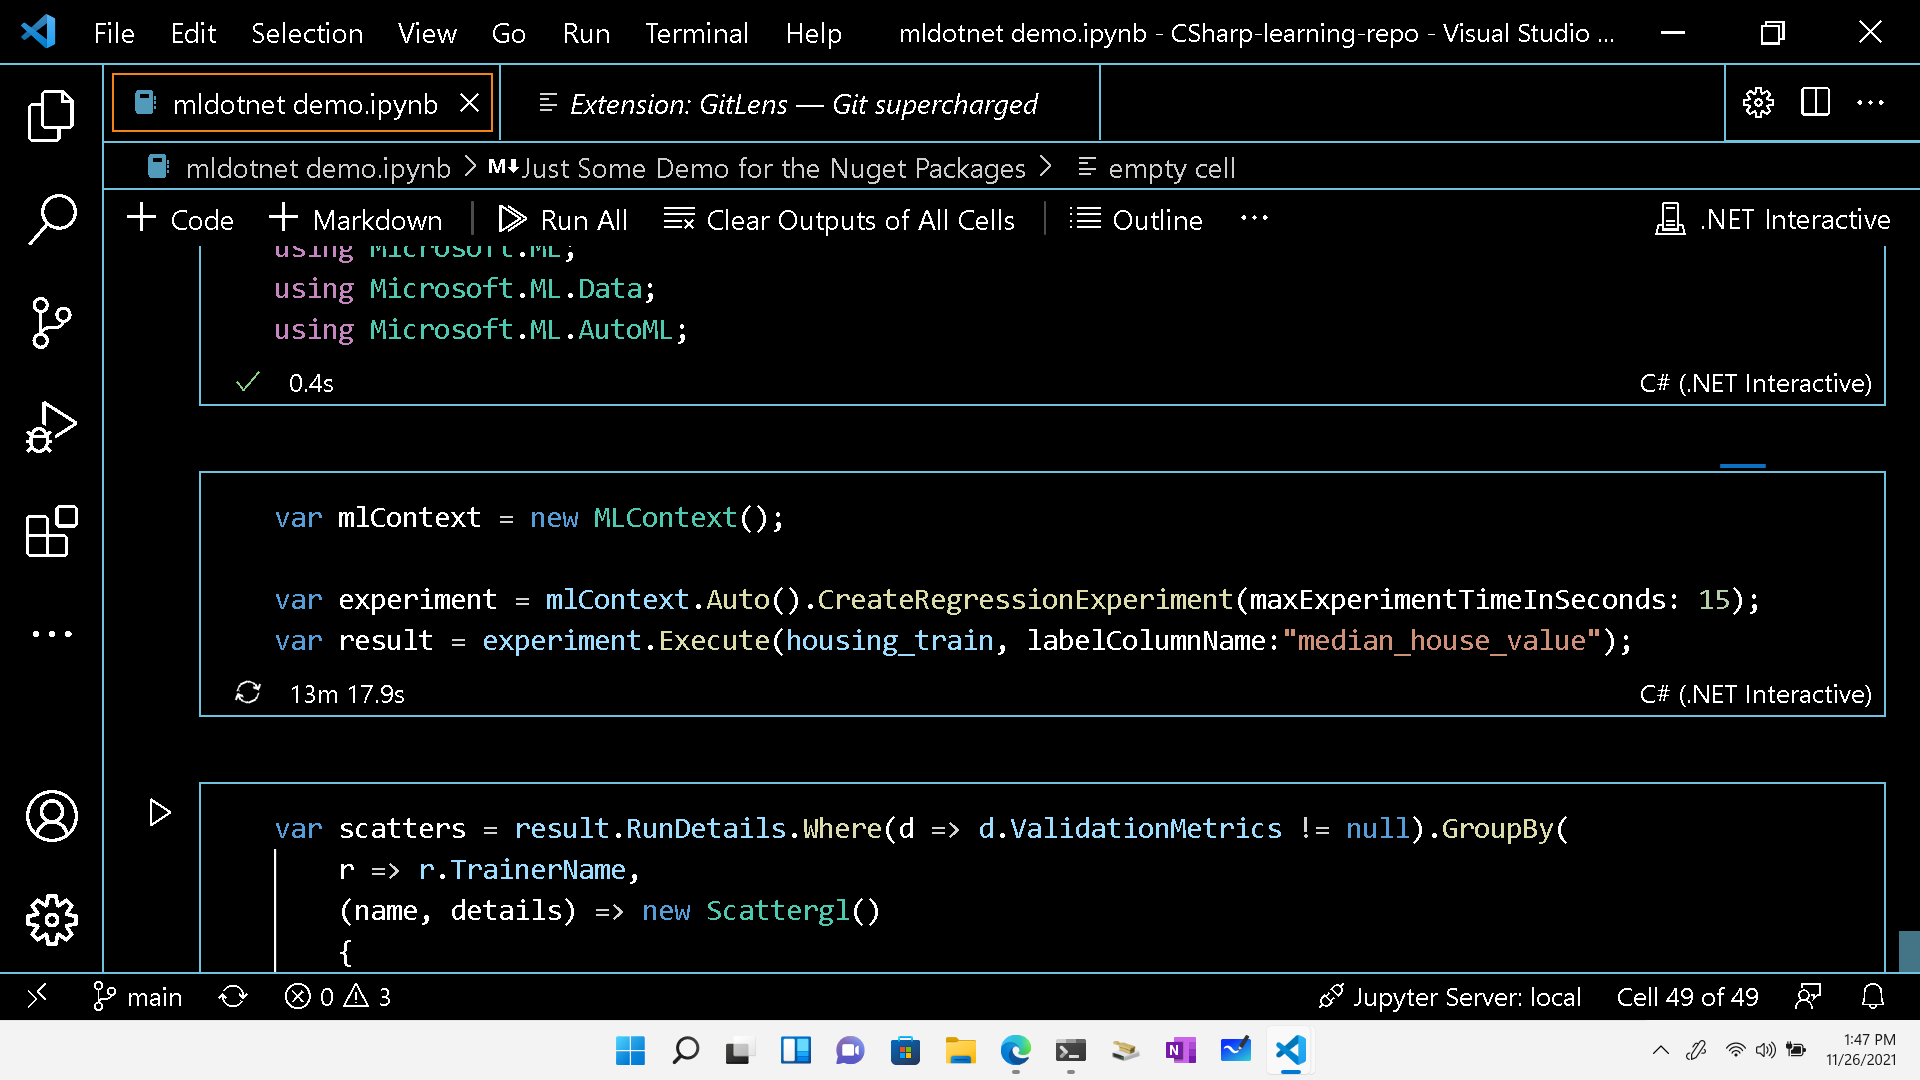 File Edit Selection View Go Run Terminal Help mldotnet demo.ipynb - CSharp-learning-repo - Visual Studio ...
mldotnet demo.ipynb Extension: GitLens — Git supercharged
mldotnet demo.ipynb > M↓Just Some Demo for the Nuget Packages > empty cell
+ Code + Markdown Run All Clear Outputs of All Cells Outline ... .NET Interactive
using Microsoft.ML;
using Microsoft.ML.Data;
using Microsoft.ML.AutoML;
0.4s C# (.NET Interactive)
var mlContext = new MLContext();
var experiment = mlContext.Auto().CreateRegressionExperiment(maxExperimentTimeInSeconds: 15);
var result = experiment.Execute(housing_train, labelColumnName:"median_house_value");
13m 17.9s C# (.NET Interactive)
var scatters = result.RunDetails.Where(d => d.ValidationMetrics != null).GroupBy(
r => r.TrainerName,
(name, details) => new Scattergl()
{
main 0 3 Jupyter Server: local Cell 49 of 49
N 1:47 PM
11/26/2021